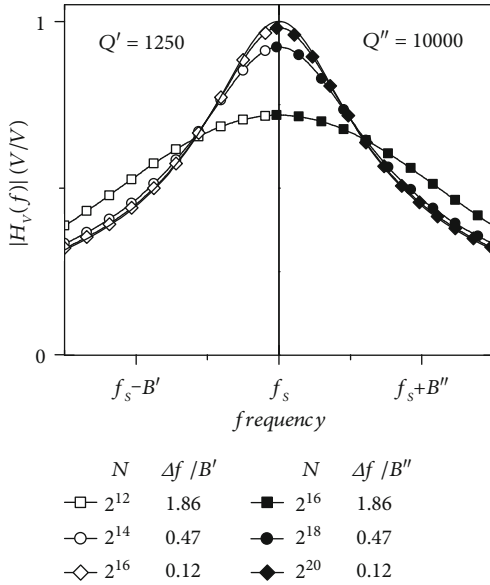 1
Q′ = 1250
Q″ = 10000
|H_V(f)| (V/V)
0
f_s−B′
f_s
f_s+B″
frequency
N Δf /B′ N Δf /B″
2^12 1.86 2^16 1.86
2^14 0.47 2^18 0.47
2^16 0.12 2^20 0.12